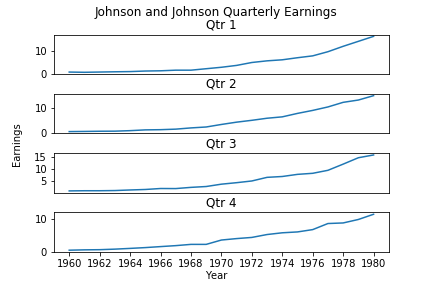 Johnson and Johnson Quarterly Earnings
Qtr 1
10
0
Qtr 2
10
0
Qtr 3
15
10
5
Qtr 4
10
0
Earnings
1960 1962 1964 1966 1968 1970 1972 1974 1976 1978 1980
Year